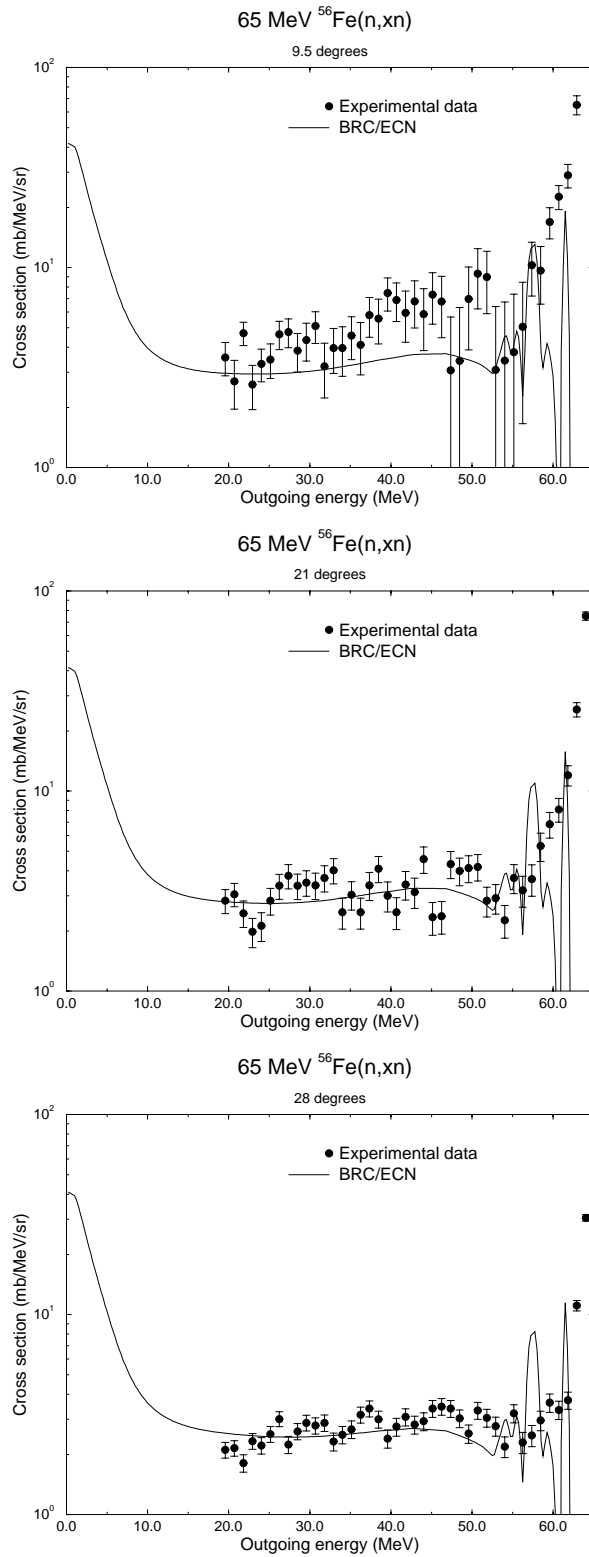 65 MeV ⁵⁶Fe(n,xn)
9.5 degrees
10²
Experimental data
BRC/ECN
Cross section (mb/MeV/sr)
10¹
10⁰
0.0 10.0 20.0 30.0 40.0 50.0 60.0
Outgoing energy (MeV)
65 MeV ⁵⁶Fe(n,xn)
21 degrees
10²
Experimental data
BRC/ECN
Cross section (mb/MeV/sr)
10¹
10⁰
0.0 10.0 20.0 30.0 40.0 50.0 60.0
Outgoing energy (MeV)
65 MeV ⁵⁶Fe(n,xn)
28 degrees
10²
Experimental data
BRC/ECN
Cross section (mb/MeV/sr)
10¹
10⁰
0.0 10.0 20.0 30.0 40.0 50.0 60.0
Outgoing energy (MeV)